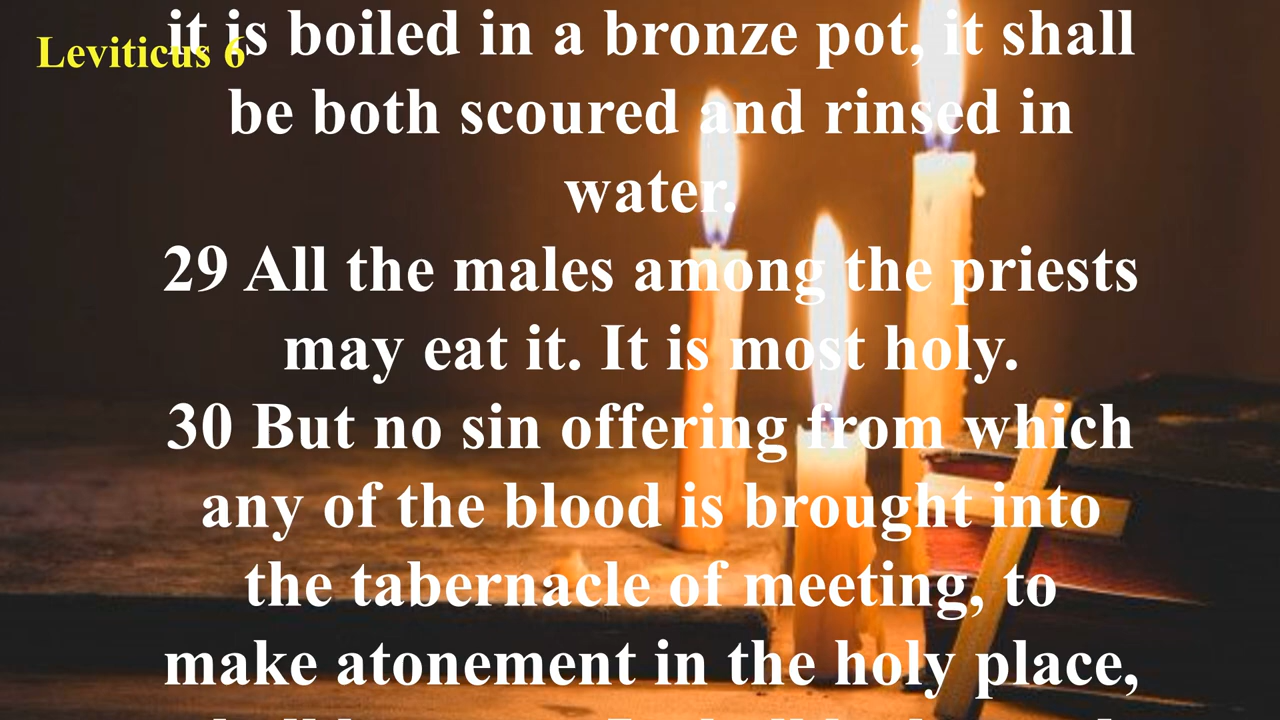 Leviticus 6
it is boiled in a bronze pot, it shall
be both scoured and rinsed in
water.
29 All the males among the priests
may eat it. It is most holy.
30 But no sin offering from which
any of the blood is brought into
the tabernacle of meeting, to
make atonement in the holy place,